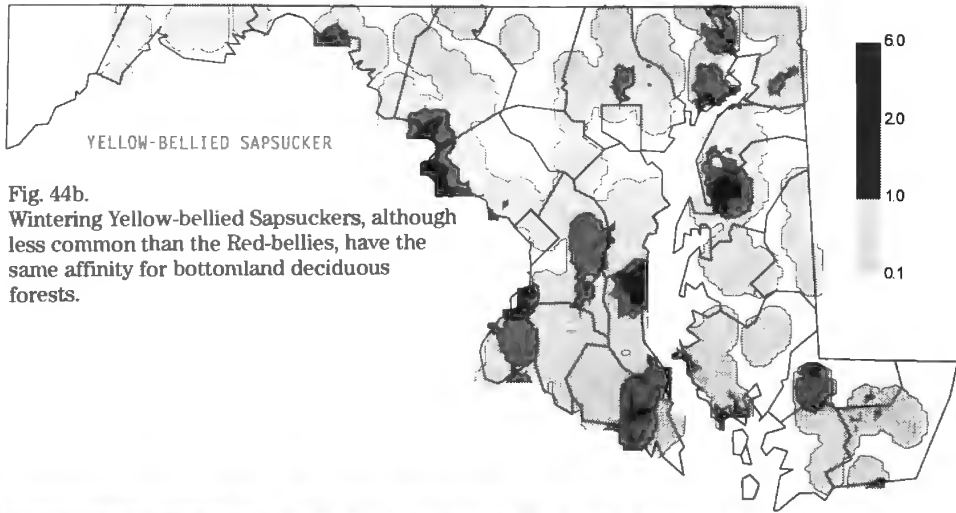 6.0
2.0
1.0
0.1
YELLOW-BELLIED SAPSUCKER
Fig. 44b.
Wintering Yellow-bellied Sapsuckers, although
less common than the Red-bellies, have the
same affinity for bottomland deciduous
forests.